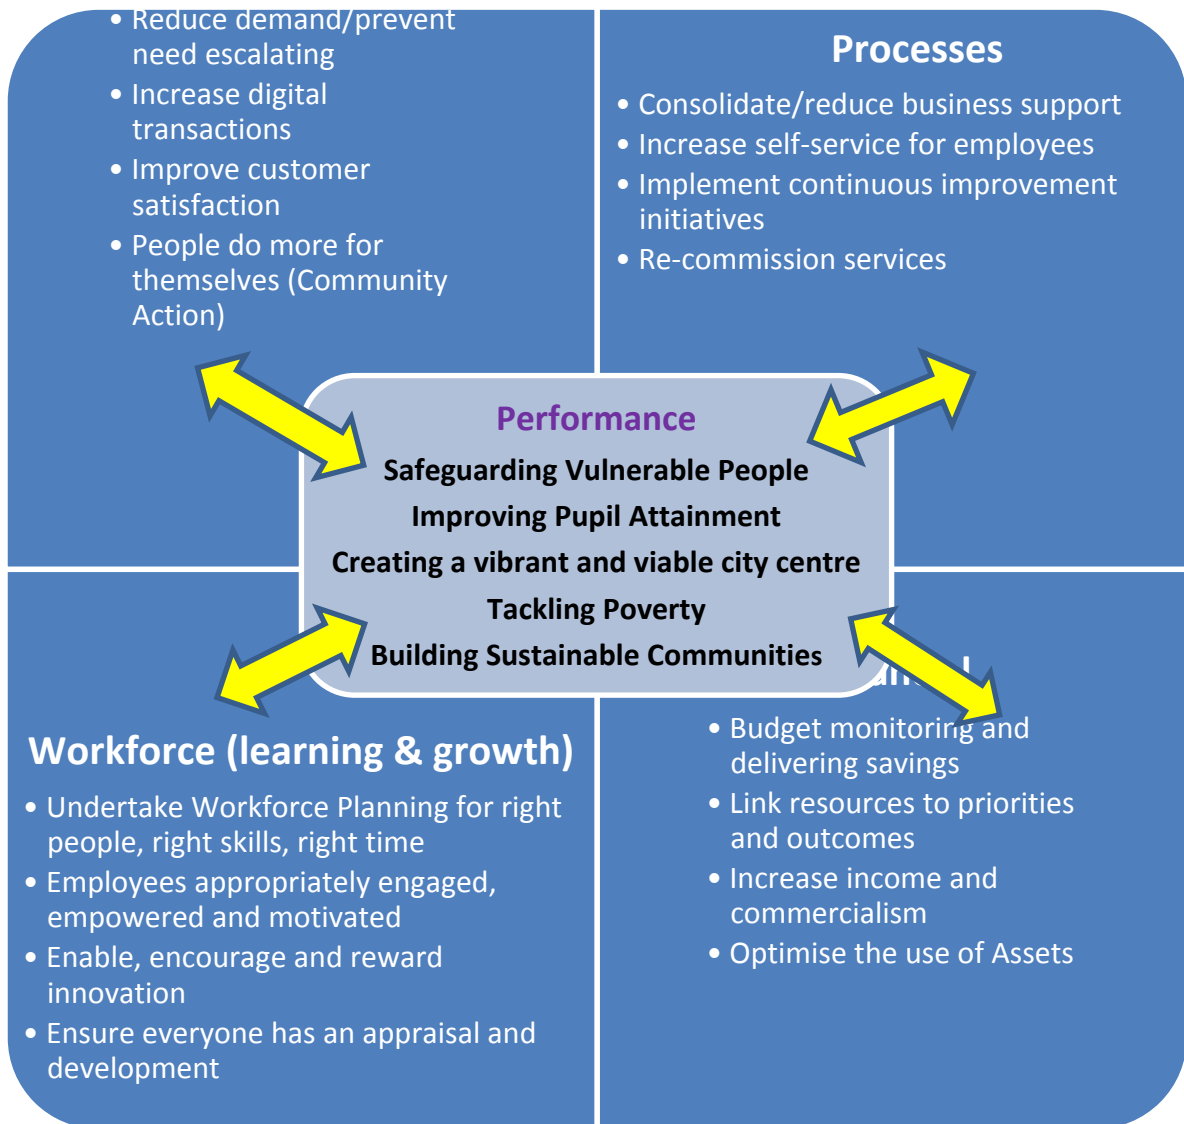 • Reduce demand/prevent
need escalating
• Increase digital
transactions
• Improve customer
satisfaction
• People do more for
themselves (Community
Action)
Processes
• Consolidate/reduce business support
• Increase self-service for employees
• Implement continuous improvement
initiatives
• Re-commission services
Performance
Safeguarding Vulnerable People
Improving Pupil Attainment
Creating a vibrant and viable city centre
Tackling Poverty
Building Sustainable Communities
Workforce (learning & growth)
• Undertake Workforce Planning for right
people, right skills, right time
• Employees appropriately engaged,
empowered and motivated
• Enable, encourage and reward
innovation
• Ensure everyone has an appraisal and
development
• Budget monitoring and
delivering savings
• Link resources to priorities
and outcomes
• Increase income and
commercialism
• Optimise the use of Assets